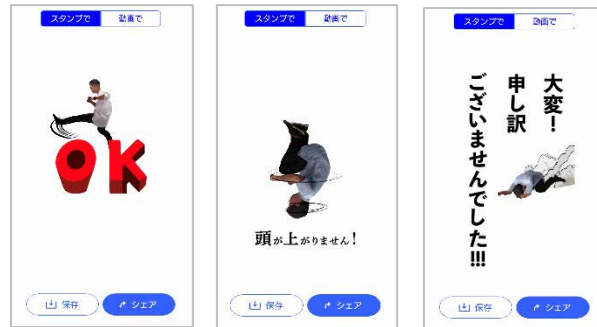 スタンプで 動画で
OK
保存 シェア
スタンプで 動画で
頭が上がりません!
保存 シェア
スタンプで 動画で
大変!
申し訳
ございませんでした!!!
保存 シェア